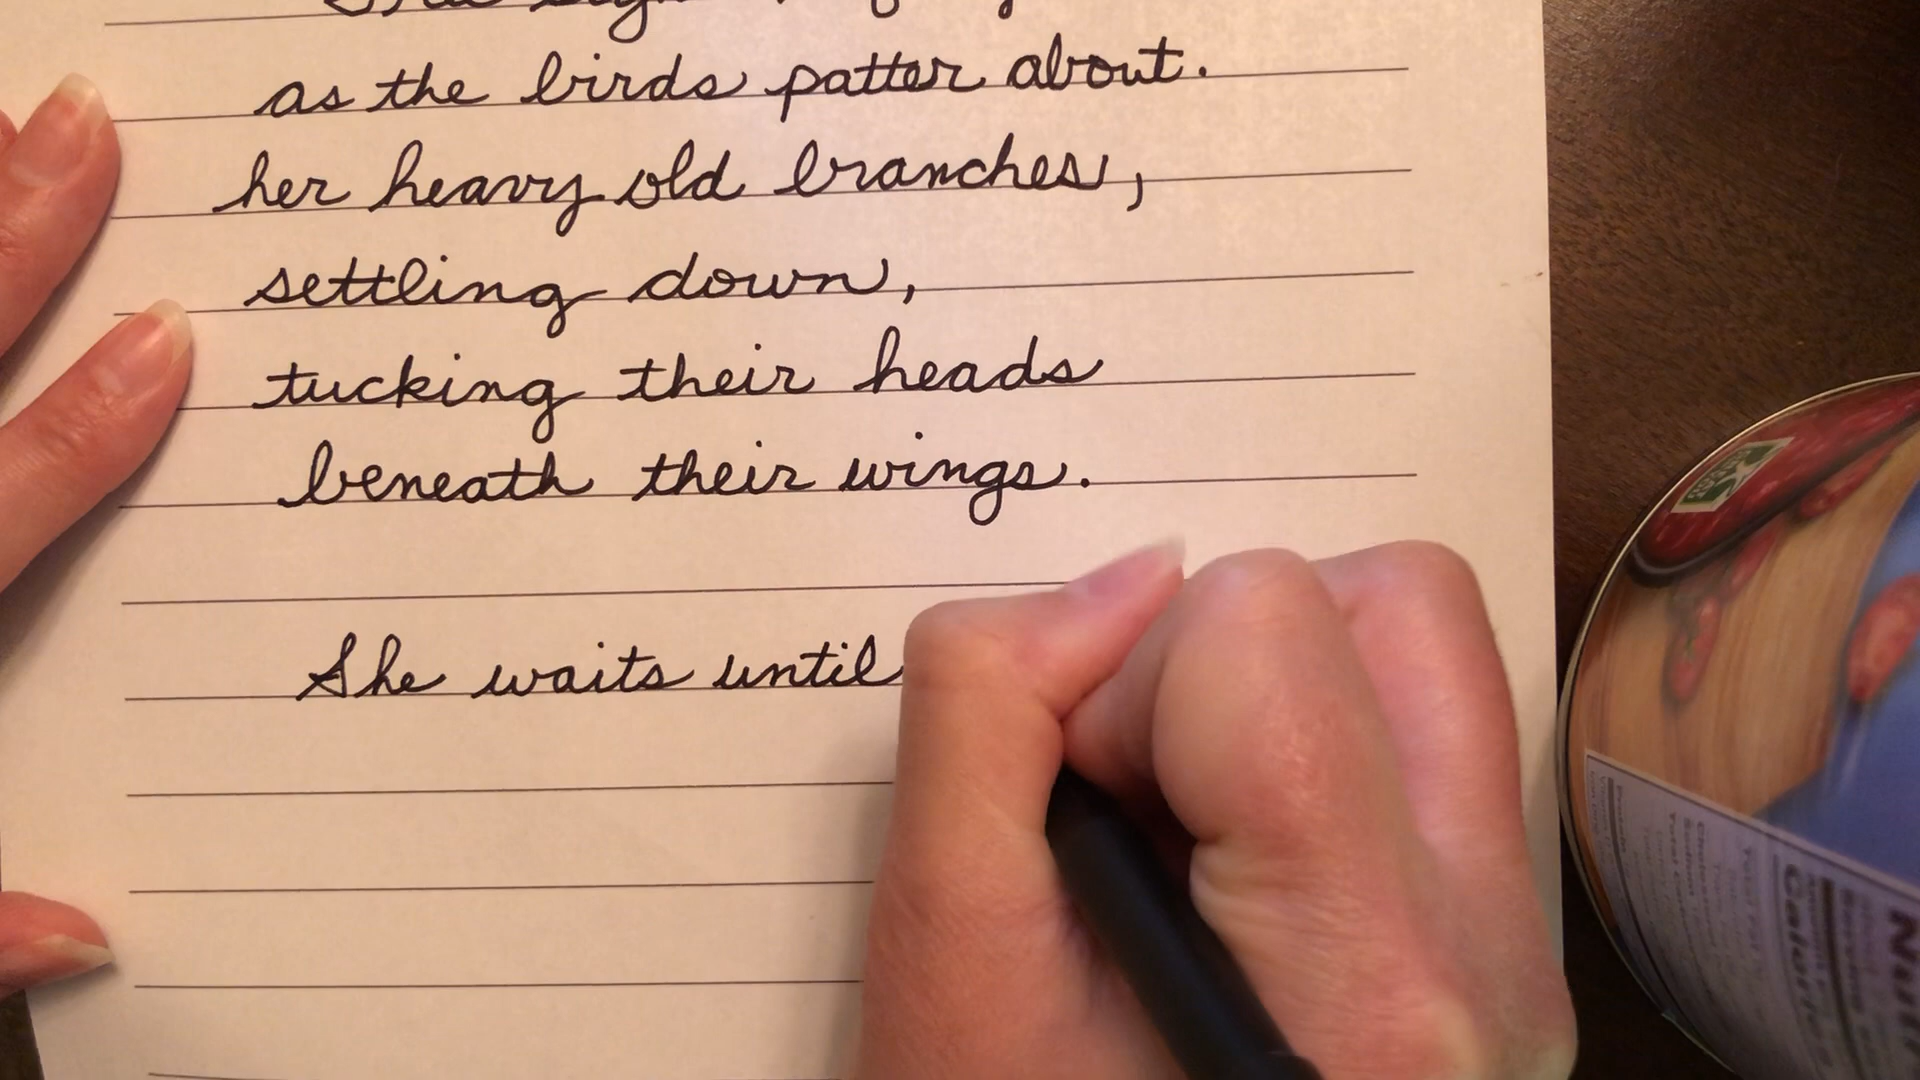 as the birds patter about.
her heavy old branches,
settling down,
tucking their heads
beneath their wings.
She waits until
Calories